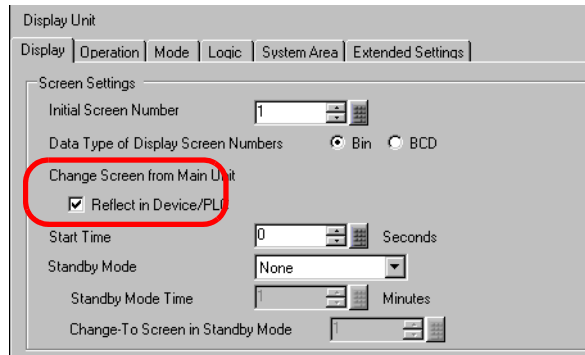 Display Unit
Display Operation Mode Logic System Area Extended Settings
Screen Settings
Initial Screen Number 1
Data Type of Display Screen Numbers Bin BCD
Change Screen from Main Unit
Reflect in Device/PLC
Start Time 0 Seconds
Standby Mode None
Standby Mode Time 1 Minutes
Change-To Screen in Standby Mode 1